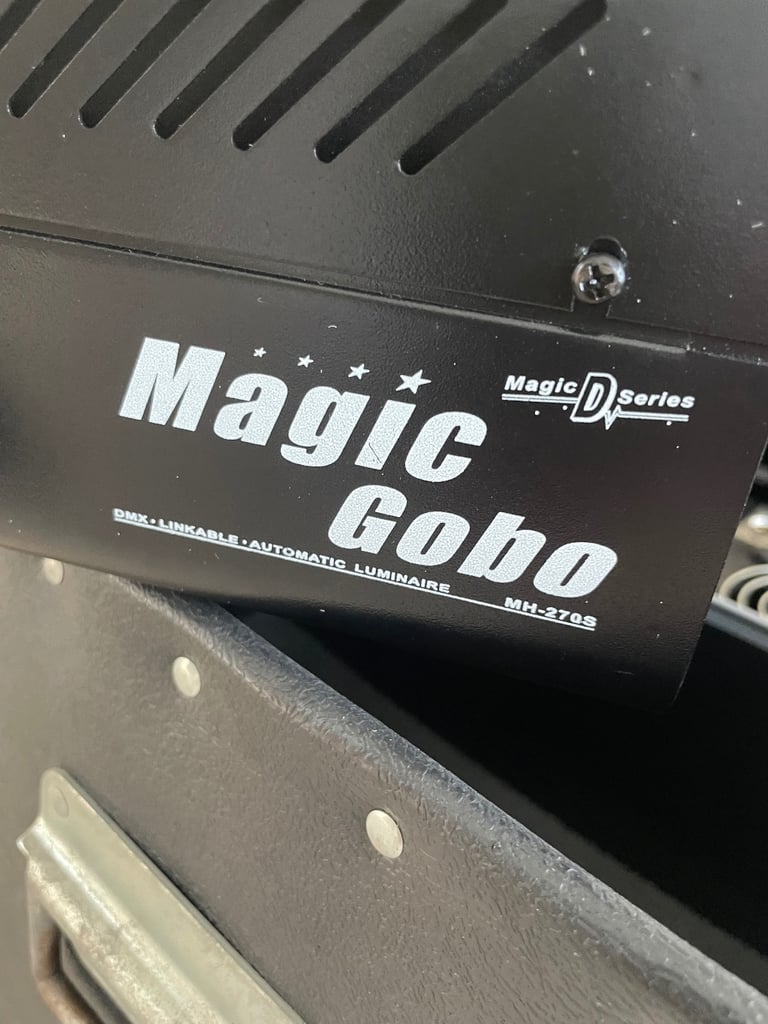 Magic
Magic D Series
Gobo
DMX • LINKABLE • AUTOMATIC LUMINAIRE
MH-270S